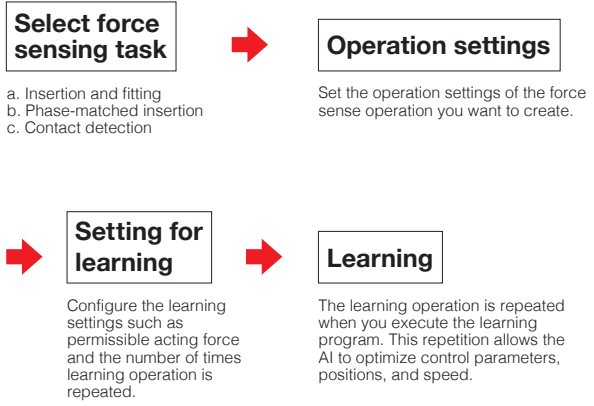 Select force
sensing task
a. Insertion and fitting
b. Phase-matched insertion
c. Contact detection
Operation settings
Set the operation settings of the force
sense operation you want to create.
Setting for
learning
Configure the learning
settings such as
permissible acting force
and the number of times
learning operation is
repeated.
Learning
The learning operation is repeated
when you execute the learning
program. This repetition allows the
AI to optimize control parameters,
positions, and speed.